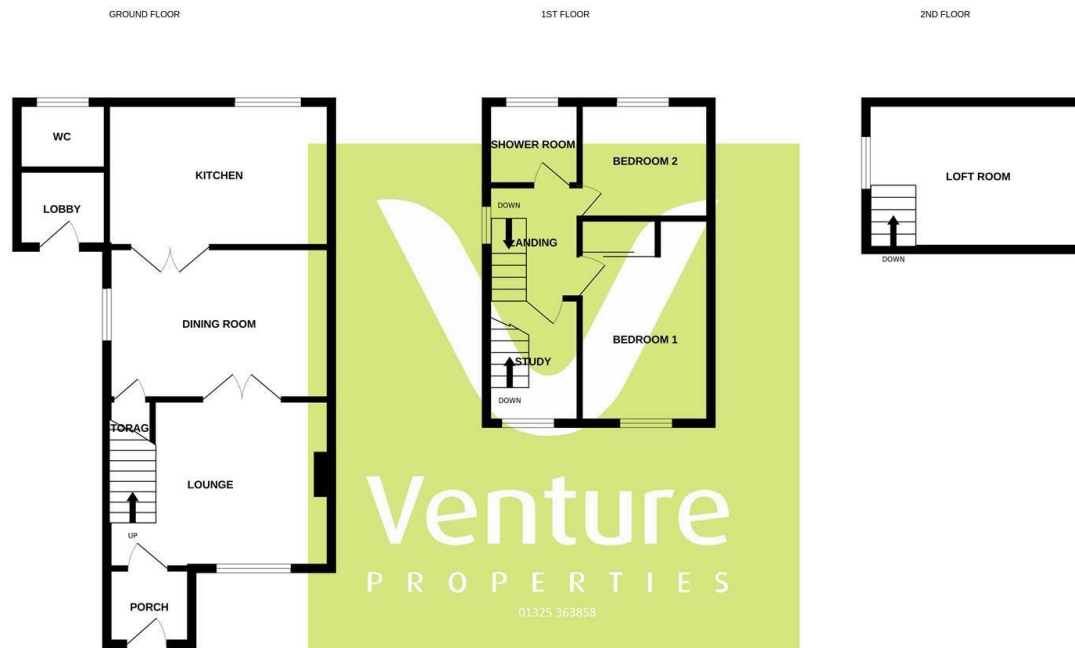 GROUND FLOOR
1ST FLOOR
2ND FLOOR
WC
KITCHEN
LOBBY
DINING ROOM
TORAG
LOUNGE
UP
PORCH
SHOWER ROOM
BEDROOM 2
DOWN
LANDING
BEDROOM 1
STUDY
DOWN
LOFT ROOM
DOWN
Venture
PROPERTIES
01325 363858